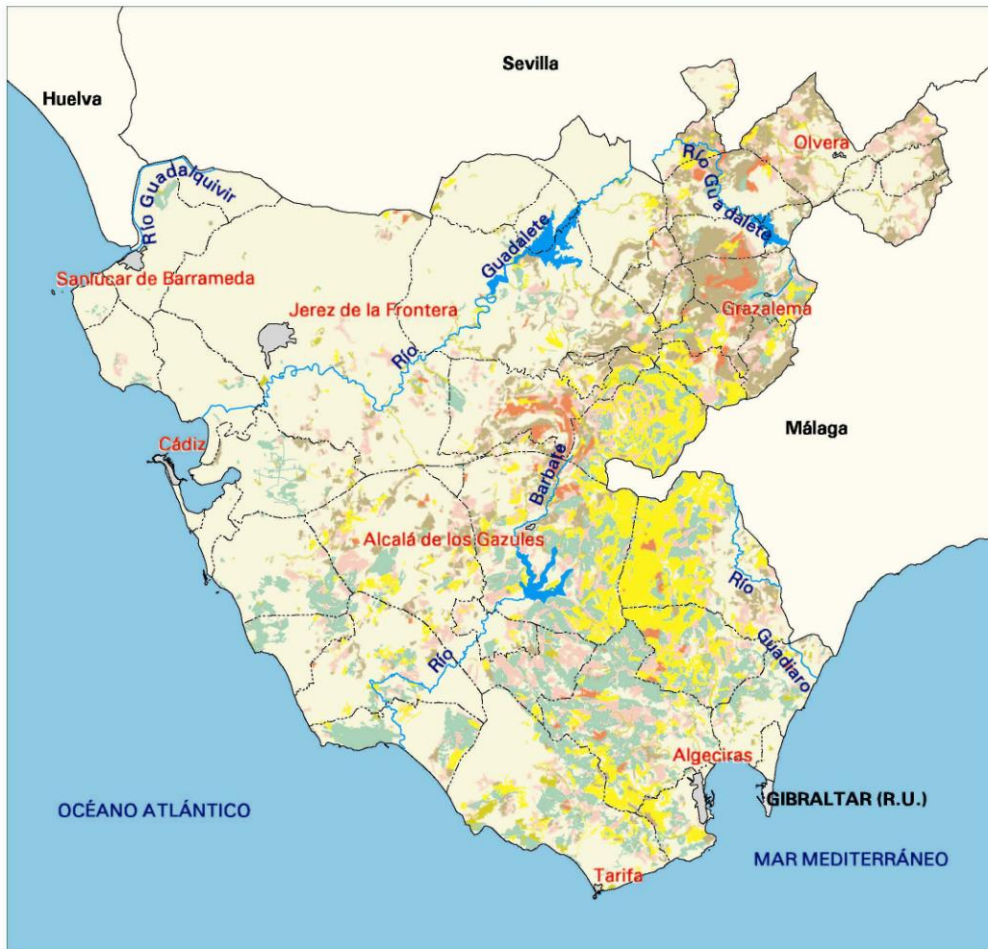 Sevilla
Huelva
Olvera
Río Guadalete
Río Guadalquivir
Guadalete
Sanlúcar de Barrameda
Jerez de la Frontera
Grazalema
Río
Málaga
Cádiz
Barbate
Alcalá de los Gazules
Río
Guadiaro
Río
Algeciras
OCÉANO ATLÁNTICO
GIBRALTAR (R.U.)
MAR MEDITERRÁNEO
Tarifa